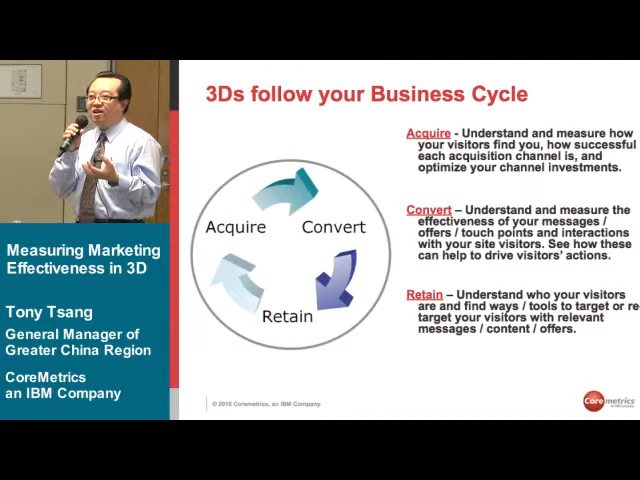 3Ds follow your Business Cycle
Acquire
Convert
Retain
Acquire - Understand and measure how
your visitors find you, how successful
each acquisition channel is, and
optimize your channel investments.
Convert – Understand and measure the
effectiveness of your messages /
offers / touch points and interactions
with your site visitors. See how these
can help to drive visitors' actions.
Retain – Understand who your visitors
are and find ways / tools to target or re-
target your visitors with relevant
messages / content / offers.
Measuring Marketing
Effectiveness in 3D
Tony Tsang
General Manager of
Greater China Region
CoreMetrics
an IBM Company
© 2010 Coremetrics, an IBM Company.
Coremetrics
An IBM Company